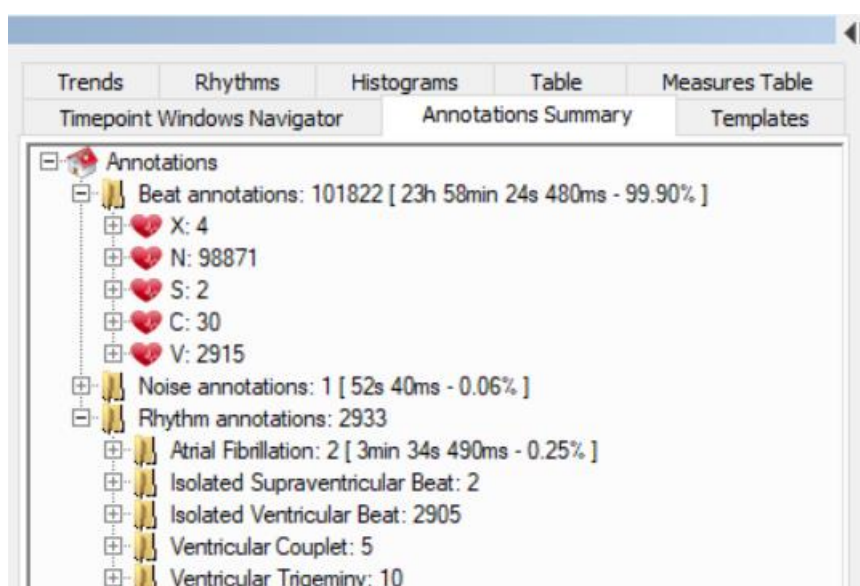 Trends Rhythms Histograms Table Measures Table
Timepoint Windows Navigator Annotations Summary Templates
Annotations
Beat annotations: 101822 [ 23h 58min 24s 480ms - 99.90% ]
X: 4
N: 98871
S: 2
C: 30
V: 2915
Noise annotations: 1 [ 52s 40ms - 0.06% ]
Rhythm annotations: 2933
Atrial Fibrillation: 2 [ 3min 34s 490ms - 0.25% ]
Isolated Supraventricular Beat: 2
Isolated Ventricular Beat: 2905
Ventricular Couplet: 5
Ventricular Trigeminy: 10